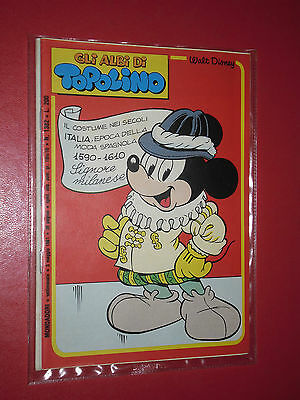 GLI ALBI DI
TOPOLINO
Walt Disney
IL COSTUME NEI SECOLI
ITALIA, EPOCA DELLA
MODA SPAGNOLA
1590-1610
Signore
milanese
MONDADORI